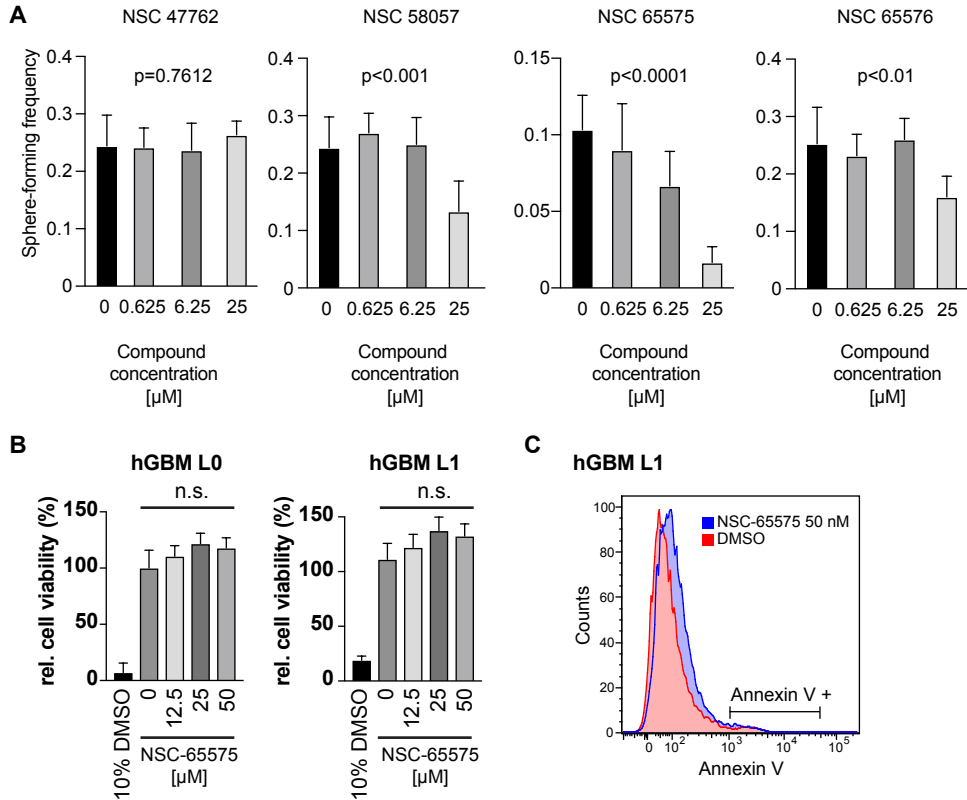 A
NSC 47762
NSC 58057
NSC 65575
NSC 65576
Sphere-forming frequency
0.4
0.3
0.2
0.1
0
p=0.7612
0 0.625 6.25 25
Compound
concentration
[µM]
0.4
0.3
0.2
0.1
0
p<0.001
0 0.625 6.25 25
Compound
concentration
[µM]
0.15
0.1
0.05
0
p<0.0001
0 0.625 6.25 25
Compound
concentration
[µM]
0.4
0.3
0.2
0.1
0
p<0.01
0 0.625 6.25 25
Compound
concentration
[µM]
B
hGBM L0
n.s.
rel. cell viability (%)
150
100
50
0
10% DMSO
0
12.5
25
50
NSC-65575
[µM]
hGBM L1
n.s.
rel. cell viability (%)
150
100
50
0
10% DMSO
0
12.5
25
50
NSC-65575
[µM]
C
hGBM L1
Counts
100
80
60
40
20
0
NSC-65575 50 nM
DMSO
Annexin V +
0 10² 10³ 10⁴ 10⁵
Annexin V